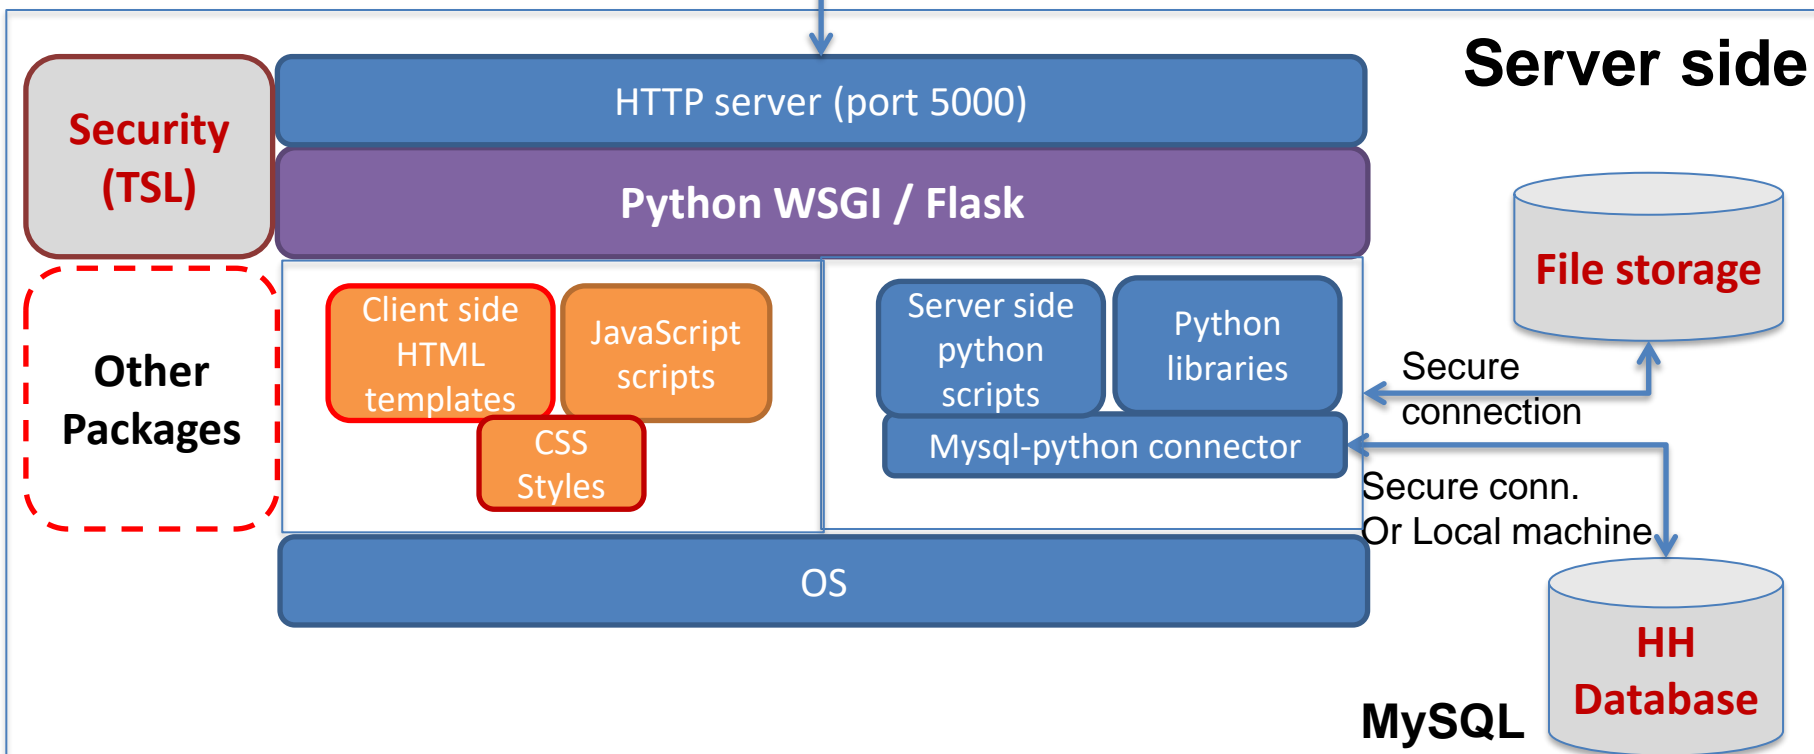 Server side
Security
(TSL)
HTTP server (port 5000)
Python WSGI / Flask
Other
Packages
Client side
HTML
templates
JavaScript
scripts
CSS
Styles
Server side
python
scripts
Python
libraries
Mysql-python connector
OS
File storage
Secure
connection
Secure conn.
Or Local machine
HH
Database
MySQL